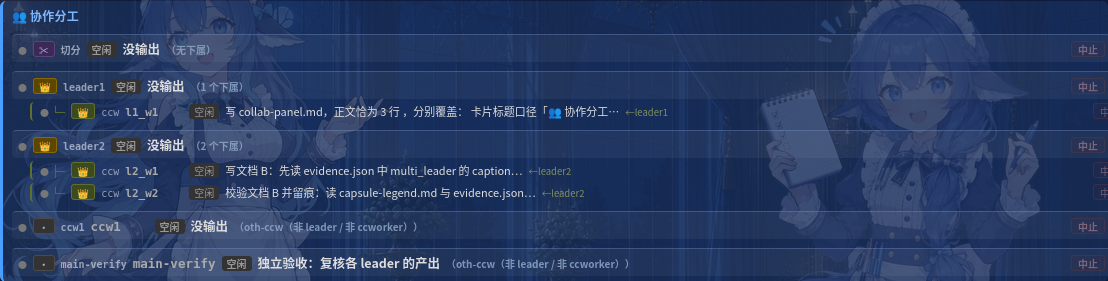 👥 协作分工
✂ 切分 空闲 没输出 （无下属） 中止
👑 leader1 空闲 没输出 （1 个下属） 中止
👑 ccw l1_w1 空闲 写 collab-panel.md，正文恰为 3 行 ，分别覆盖： 卡片标题口径「👥 协作分工… ←leader1 中
👑 leader2 空闲 没输出 （2 个下属） 中止
👑 ccw l2_w1 空闲 写文档 B：先读 evidence.json 中 multi_leader 的 caption… ←leader2 中
👑 ccw l2_w2 空闲 校验文档 B 并留痕：读 capsule-legend.md 与 evidence.json… ←leader2 中
· ccw1 ccw1 空闲 没输出 （oth-ccw（非 leader / 非 ccworker）） 中止
· main-verify main-verify 空闲 独立验收：复核各 leader 的产出 （oth-ccw（非 leader / 非 ccworker）） 中止